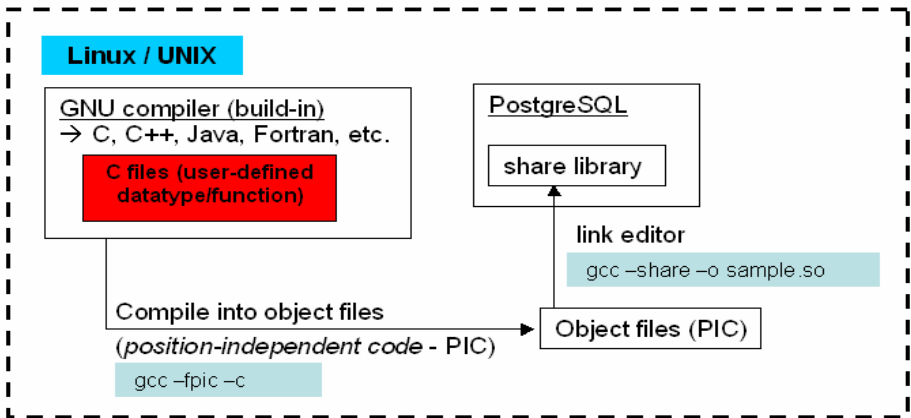 Linux / UNIX
GNU compiler (build-in)
→ C, C++, Java, Fortran, etc.
C files (user-defined
datatype/function)
PostgreSQL
share library
link editor
gcc –share –o sample.so
Compile into object files
(position-independent code - PIC)
gcc –fpic –c
Object files (PIC)